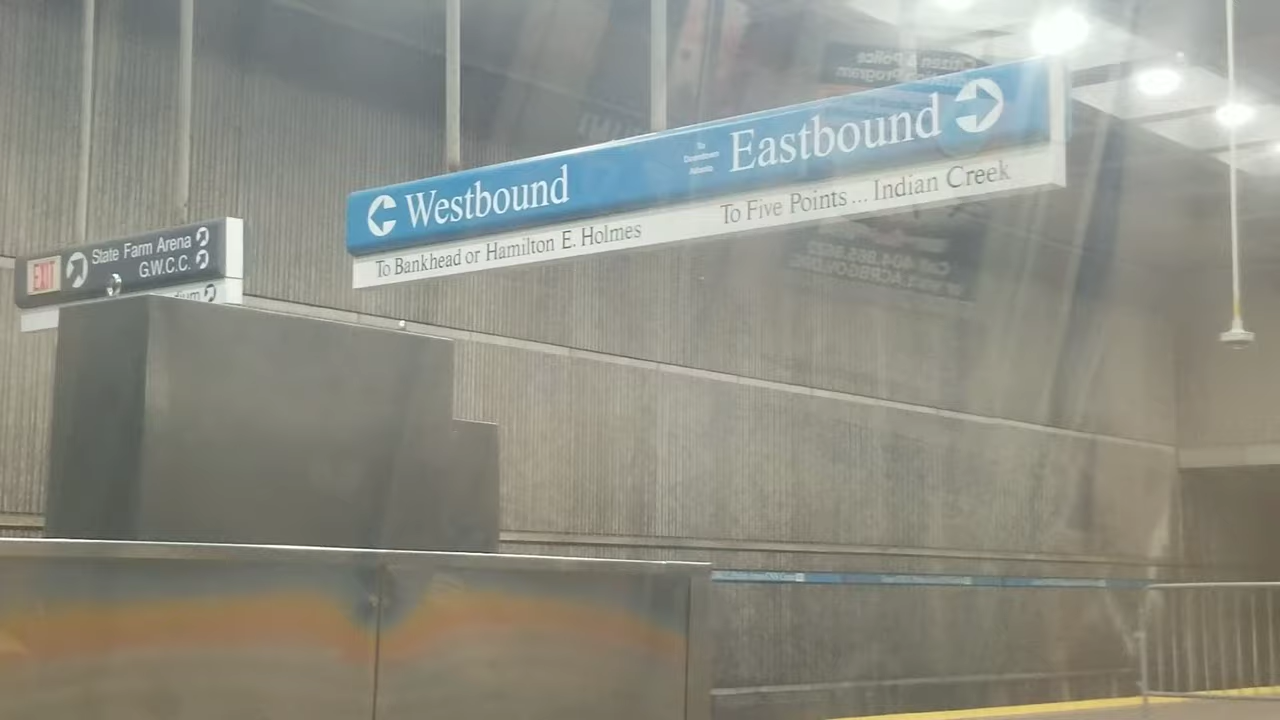 Westbound
To Downtown Atlanta
Eastbound
To Bankhead or Hamilton E. Holmes
To Five Points ... Indian Creek
EXIT
State Farm Arena
G.W.C.C.